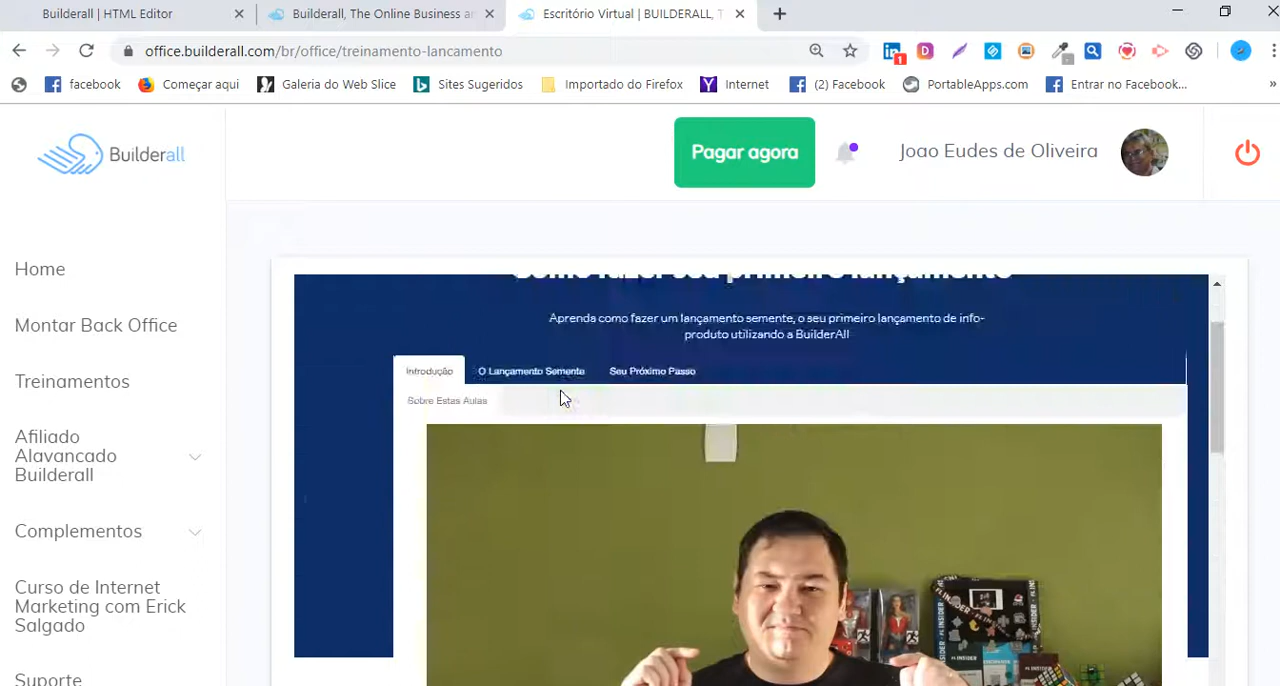 Builderall | HTML Editor
Builderall, The Online Business an
Escritório Virtual | BUILDERALL, T
office.builderall.com/br/office/treinamento-lancamento
1
facebook
Começar aqui
Galeria do Web Slice
Sites Sugeridos
Importado do Firefox
Internet
(2) Facebook
PortableApps.com
Entrar no Facebook...
»
Builderall
Pagar agora
Joao Eudes de Oliveira
Home
Montar Back Office
Treinamentos
Afiliado
Alavancado
Builderall
Complementos
Curso de Internet
Marketing com Erick
Salgado
Suporte
Aprenda como fazer um lançamento semente, o seu primeiro lançamento de info-
produto utilizando a BuilderAll
Introdução
O Lançamento Semente
Seu Próximo Passo
Sobre Estas Aulas